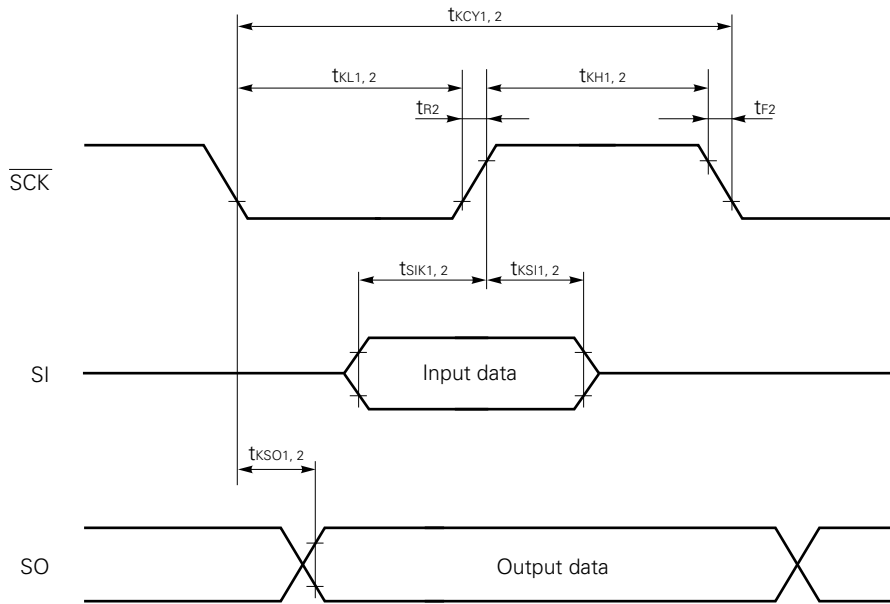 tKCY1, 2
tKL1, 2
tKH1, 2
tR2
tF2
SCK
tSIK1, 2
tKSI1, 2
SI
Input data
tKSO1, 2
SO
Output data